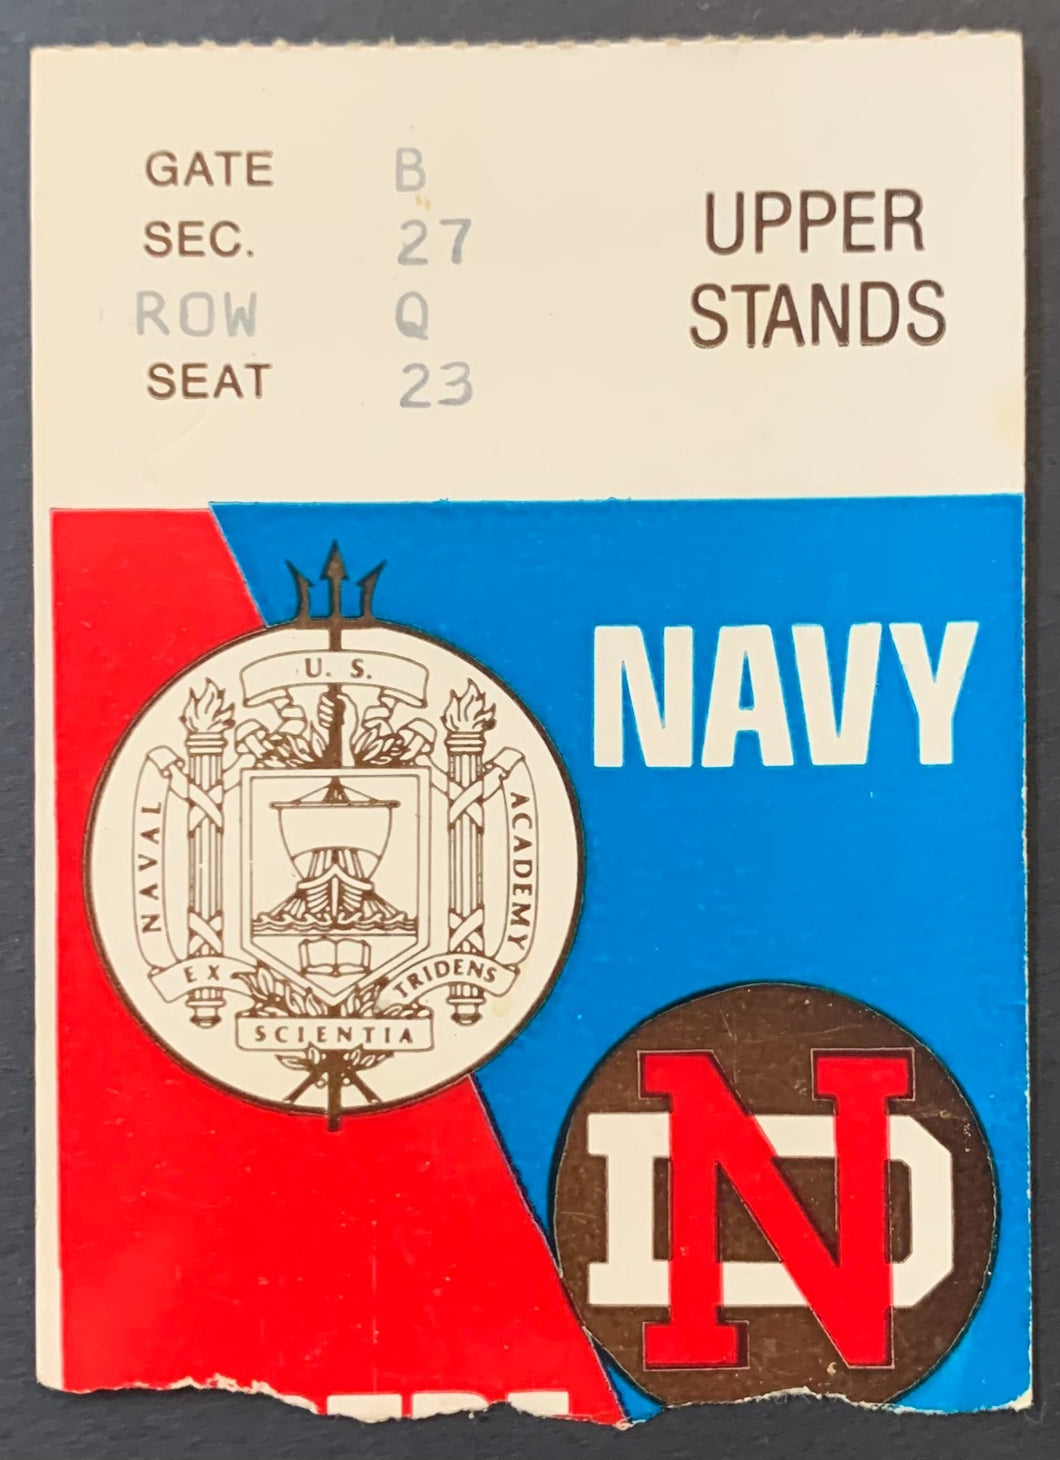 GATE B
SEC. 27
ROW Q
SEAT 23
UPPER
STANDS
NAVY
U. S.
NAVAL
ACADEMY
EX
TRIDENS
SCIENTIA
ND